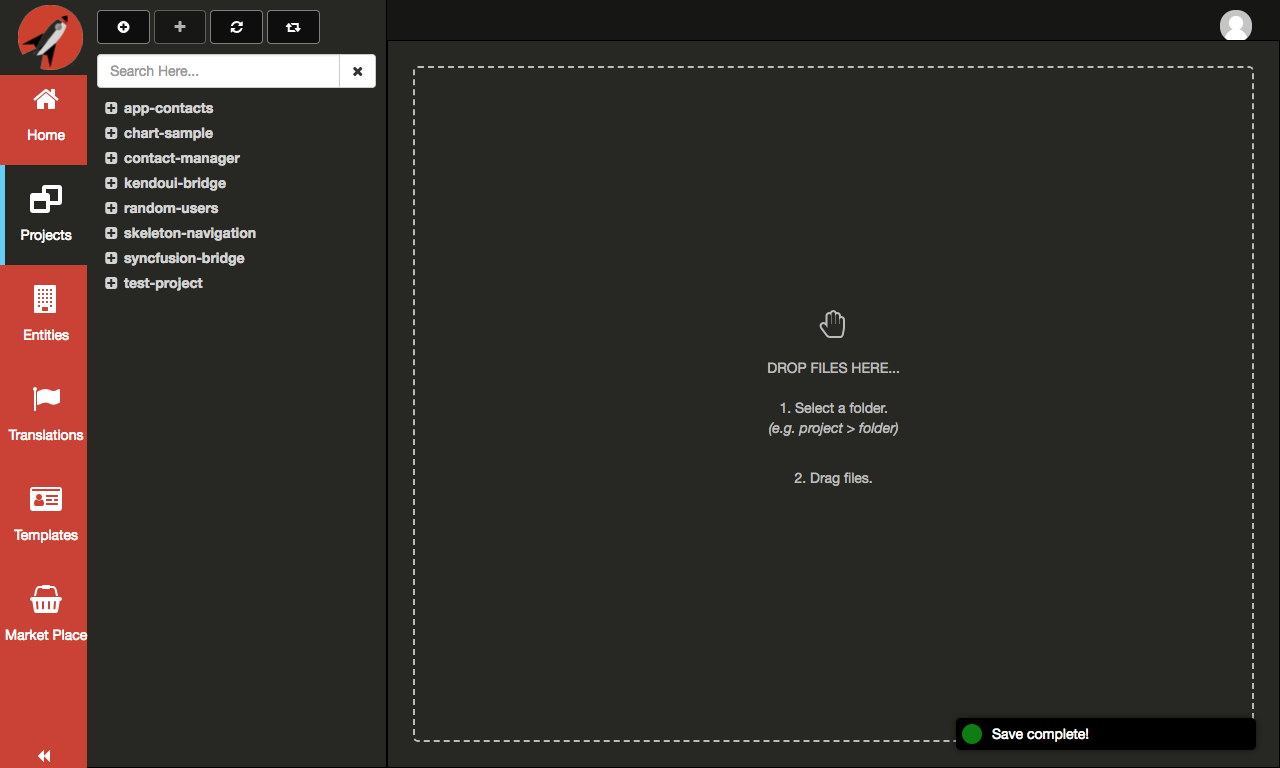 Home
Projects
Entities
Translations
Templates
Market Place
Search Here...
app-contacts
chart-sample
contact-manager
kendoui-bridge
random-users
skeleton-navigation
syncfusion-bridge
test-project
DROP FILES HERE...
1. Select a folder.
(e.g. project > folder)
2. Drag files.
Save complete!